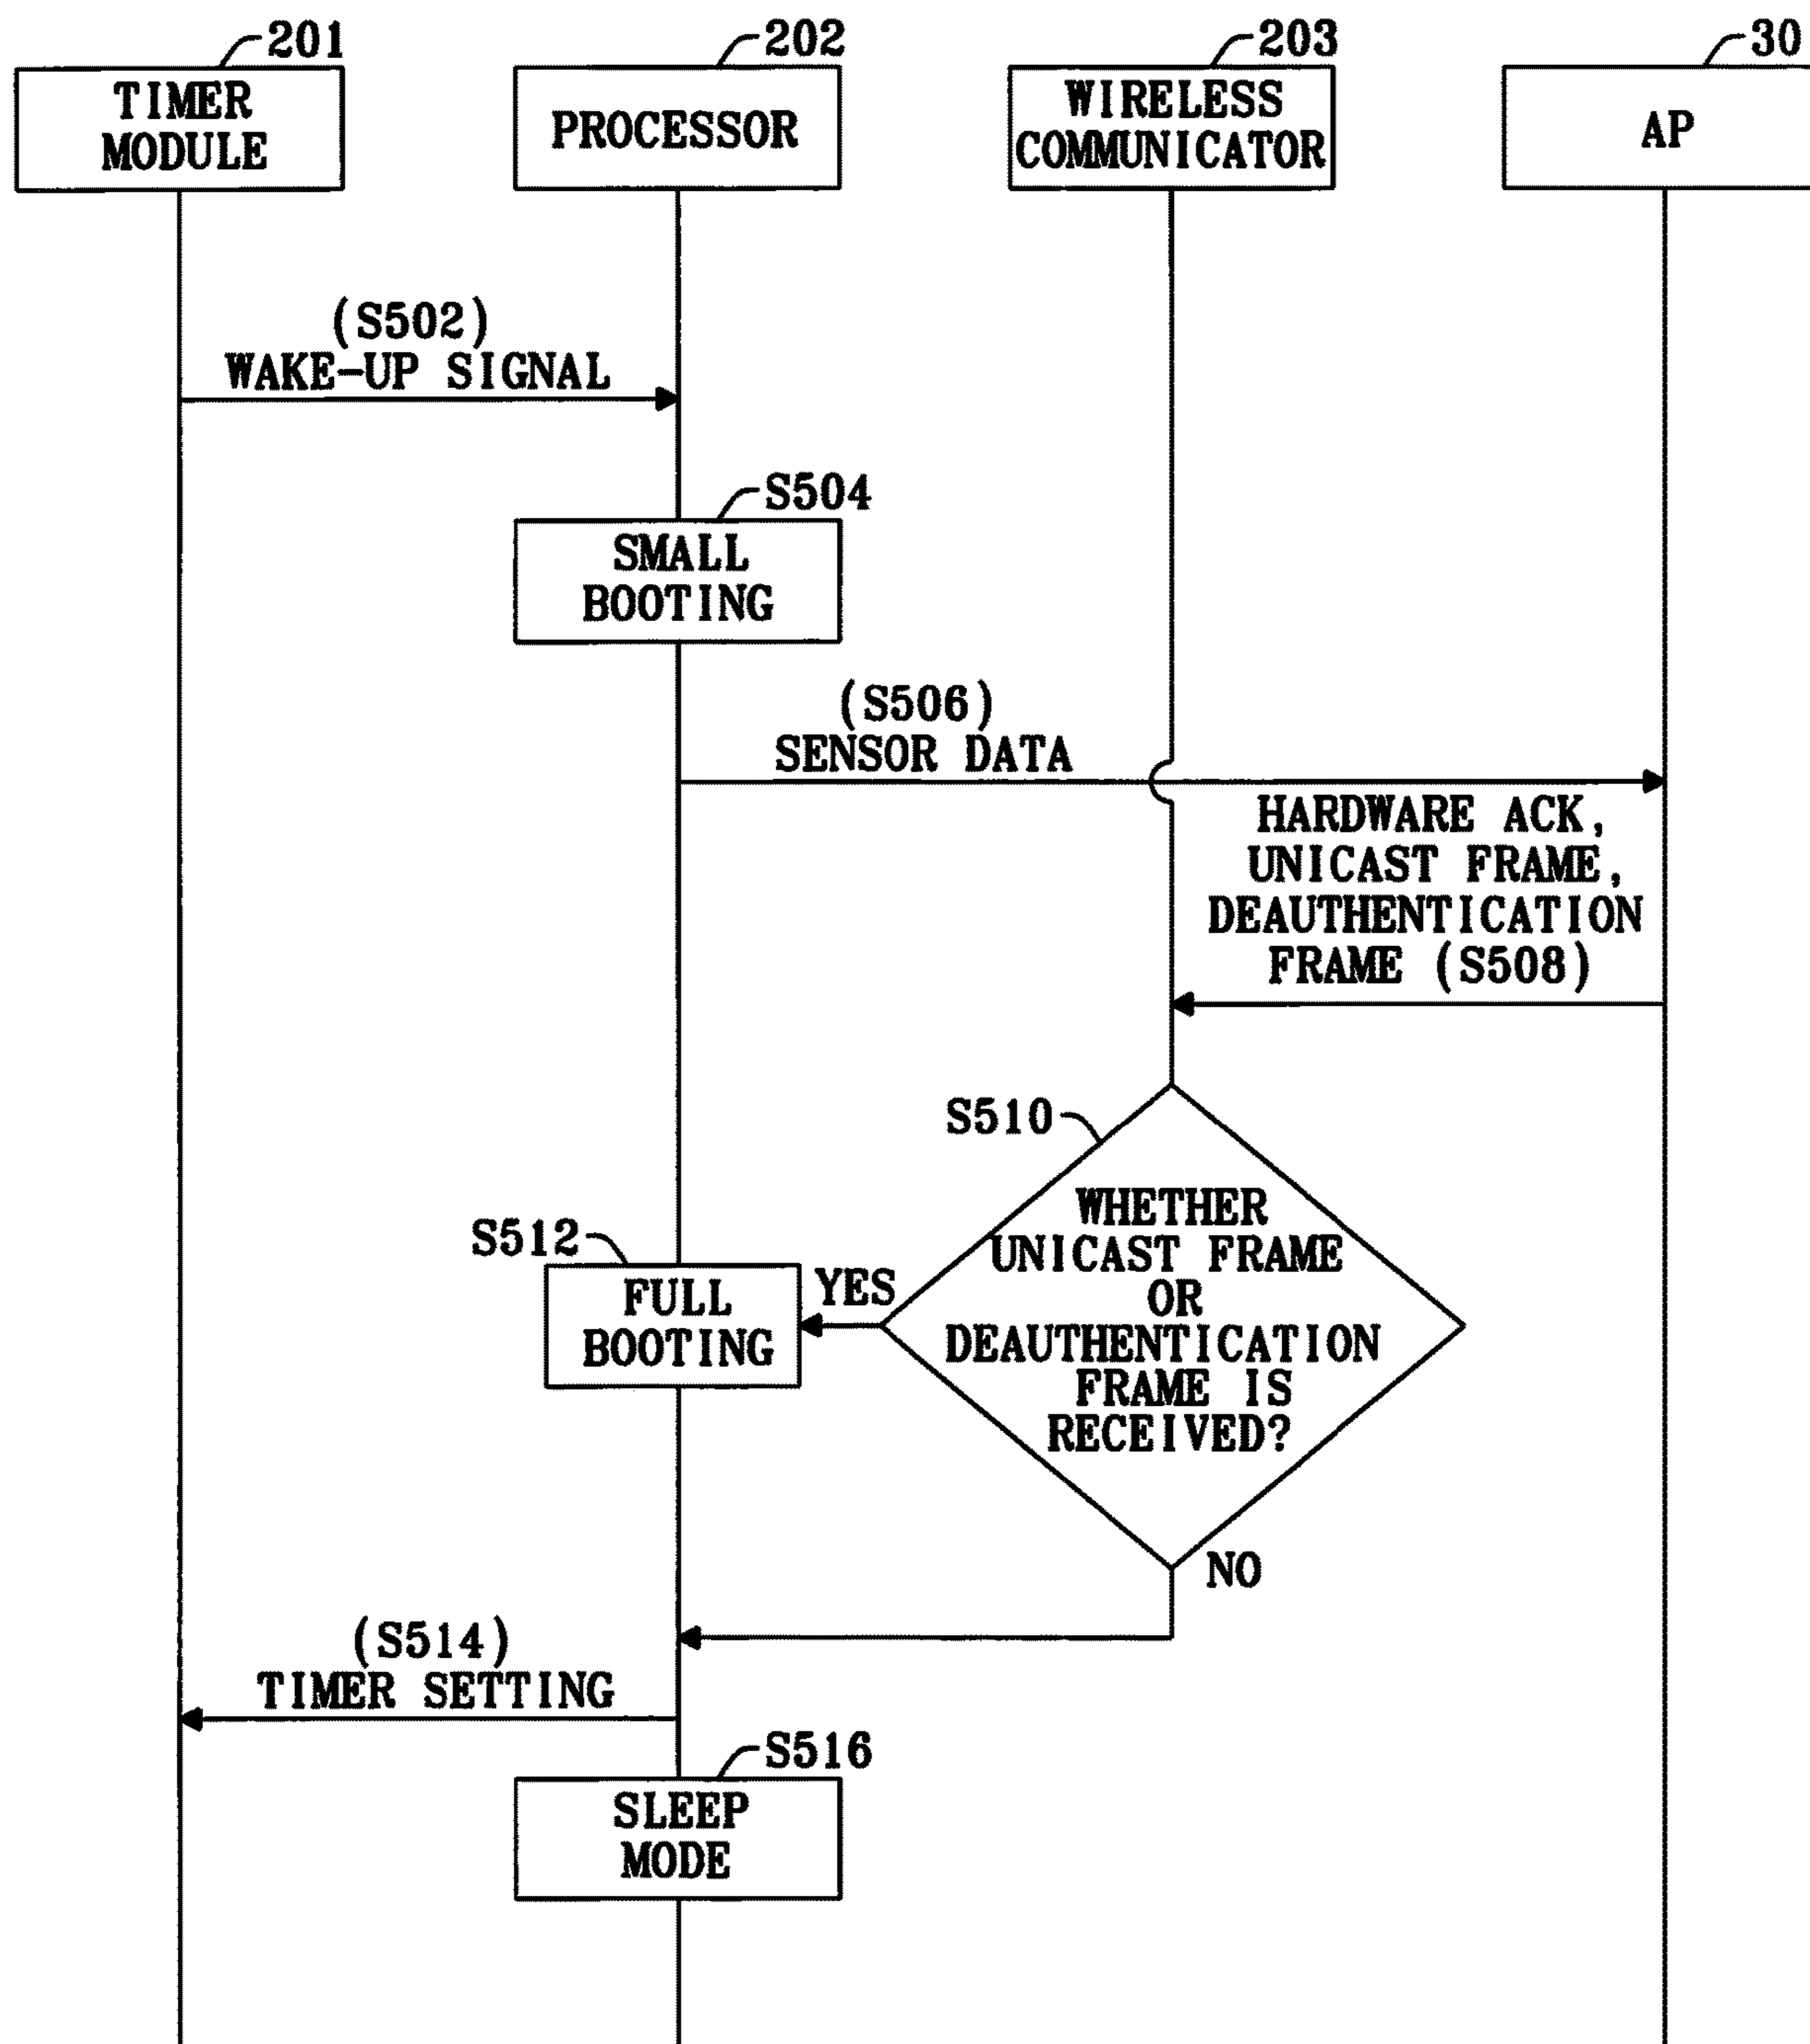 201
TIMER
MODULE
202
PROCESSOR
203
WIRELESS
COMMUNICATOR
30
AP
(S502)
WAKE-UP SIGNAL
S504
SMALL
BOOTING
(S506)
SENSOR DATA
HARDWARE ACK,
UNICAST FRAME,
DEAUTHENTICATION
FRAME (S508)
S510
WHETHER
UNICAST FRAME
OR
DEAUTHENTICATION
FRAME IS
RECEIVED?
YES
S512
FULL
BOOTING
NO
(S514)
TIMER SETTING
S516
SLEEP
MODE